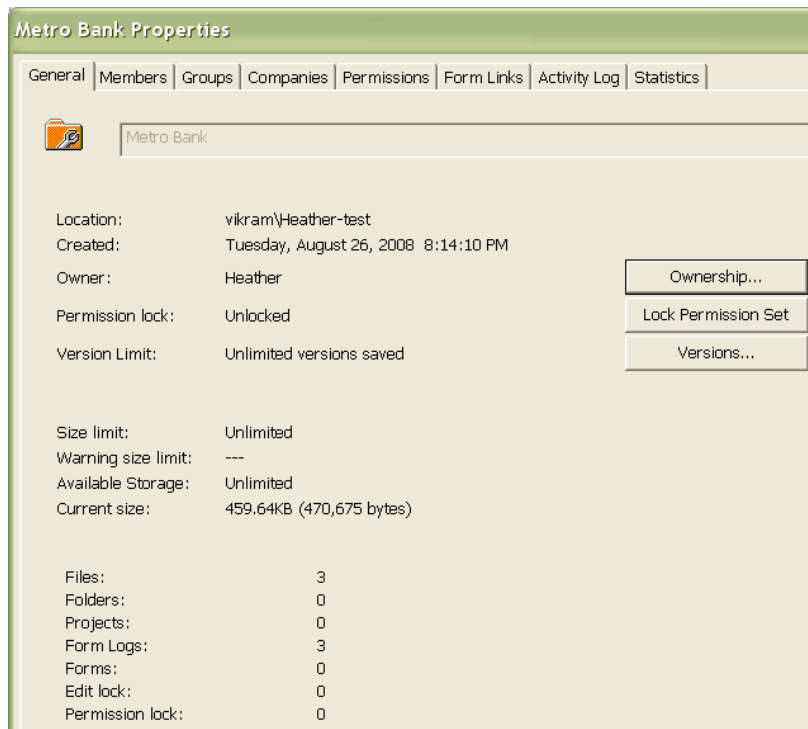 Metro Bank Properties
General Members Groups Companies Permissions Form Links Activity Log Statistics
Metro Bank
Location: vikram\Heather-test
Created: Tuesday, August 26, 2008 8:14:10 PM
Owner: Heather Ownership...
Permission lock: Unlocked Lock Permission Set
Version Limit: Unlimited versions saved Versions...
Size limit: Unlimited
Warning size limit: ---
Available Storage: Unlimited
Current size: 459.64KB (470,675 bytes)
Files: 3
Folders: 0
Projects: 0
Form Logs: 3
Forms: 0
Edit lock: 0
Permission lock: 0